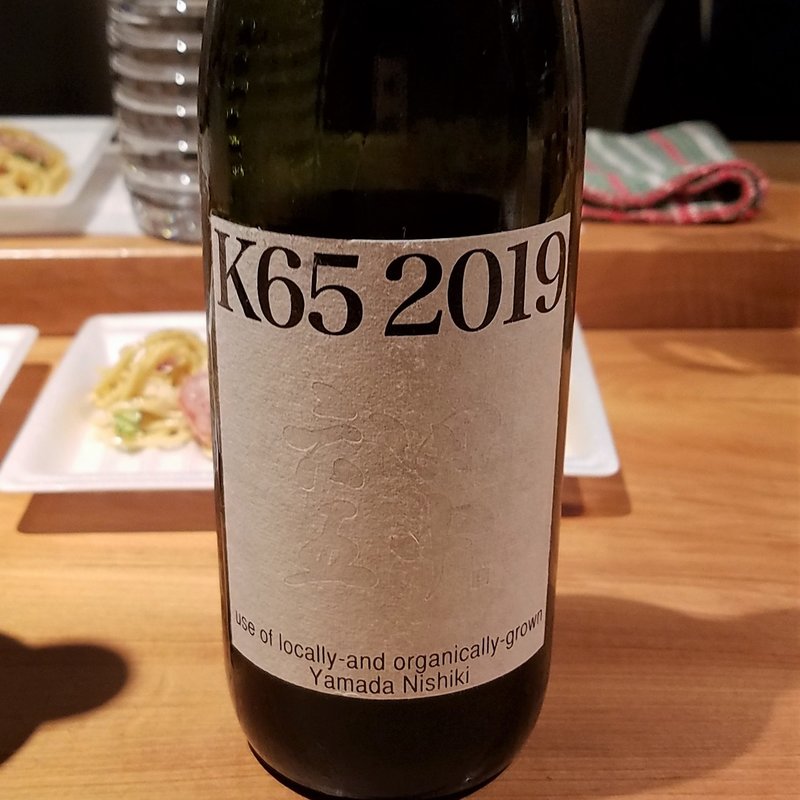 K65 2019
use of locally-and organically-grown
Yamada Nishiki